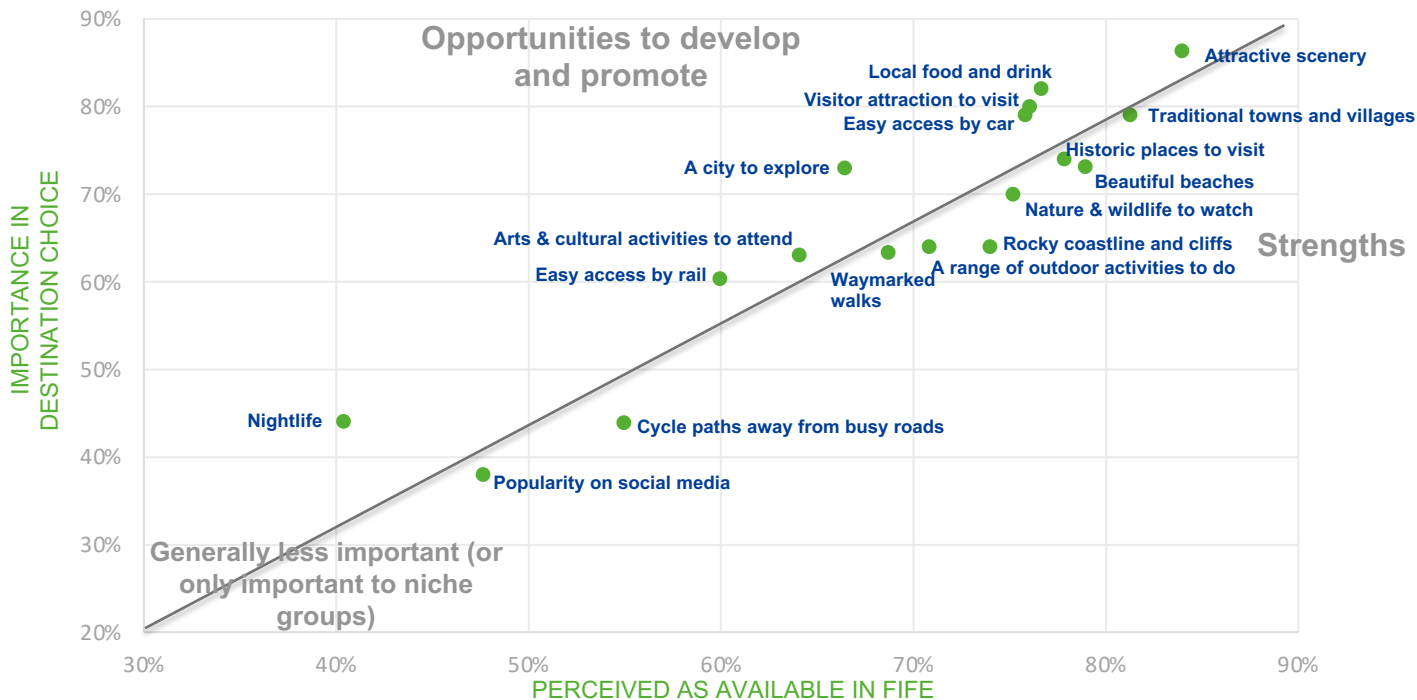 90%
Opportunities to develop
and promote
Attractive scenery
Local food and drink
Visitor attraction to visit
80%
Easy access by car
Traditional towns and villages
Historic places to visit
A city to explore
Beautiful beaches
70%
Nature & wildlife to watch
IMPORTANCE IN
DESTINATION CHOICE
Arts & cultural activities to attend
Rocky coastline and cliffs
Strengths
A range of outdoor activities to do
Easy access by rail
Waymarked
walks
60%
50%
Nightlife
Cycle paths away from busy roads
40%
Popularity on social media
30%
Generally less important (or
only important to niche
groups)
20%
30%
40%
50%
60%
70%
80%
90%
PERCEIVED AS AVAILABLE IN FIFE